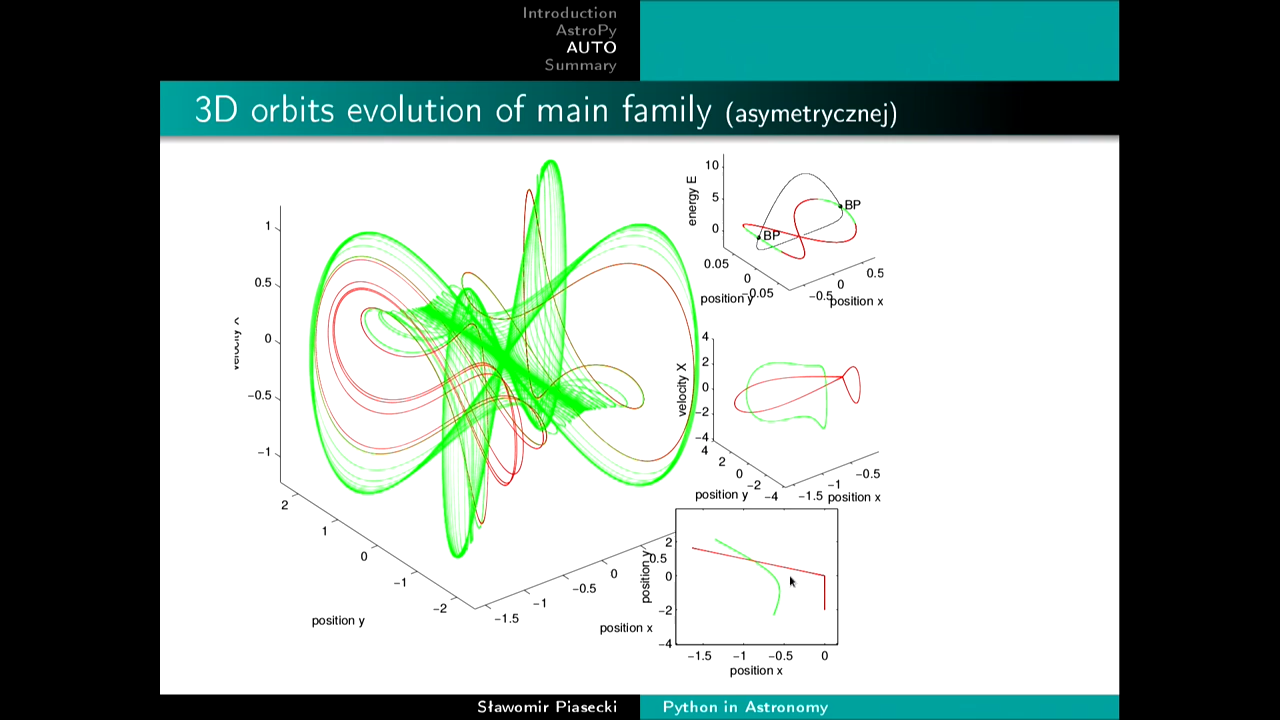 Introduction
AstroPy
AUTO
Summary
3D orbits evolution of main family (asymetrycznej)
1
0.5
0
−0.5
−1
2
1
0
−1
−2
position y
−1.5
−1
−0.5
0
0.5
position x
energy E
10
5
0
BP
BP
0.05
0
−0.05
position y
−0.5
0
0.5
position x
velocity X
4
2
0
−2
−4
4
2
0
−2
−4
position y
−1.5
−1
−0.5
position x
position y
2
0
−2
−4
−1.5
−1
−0.5
0
position x
Sławomir Piasecki
Python in Astronomy